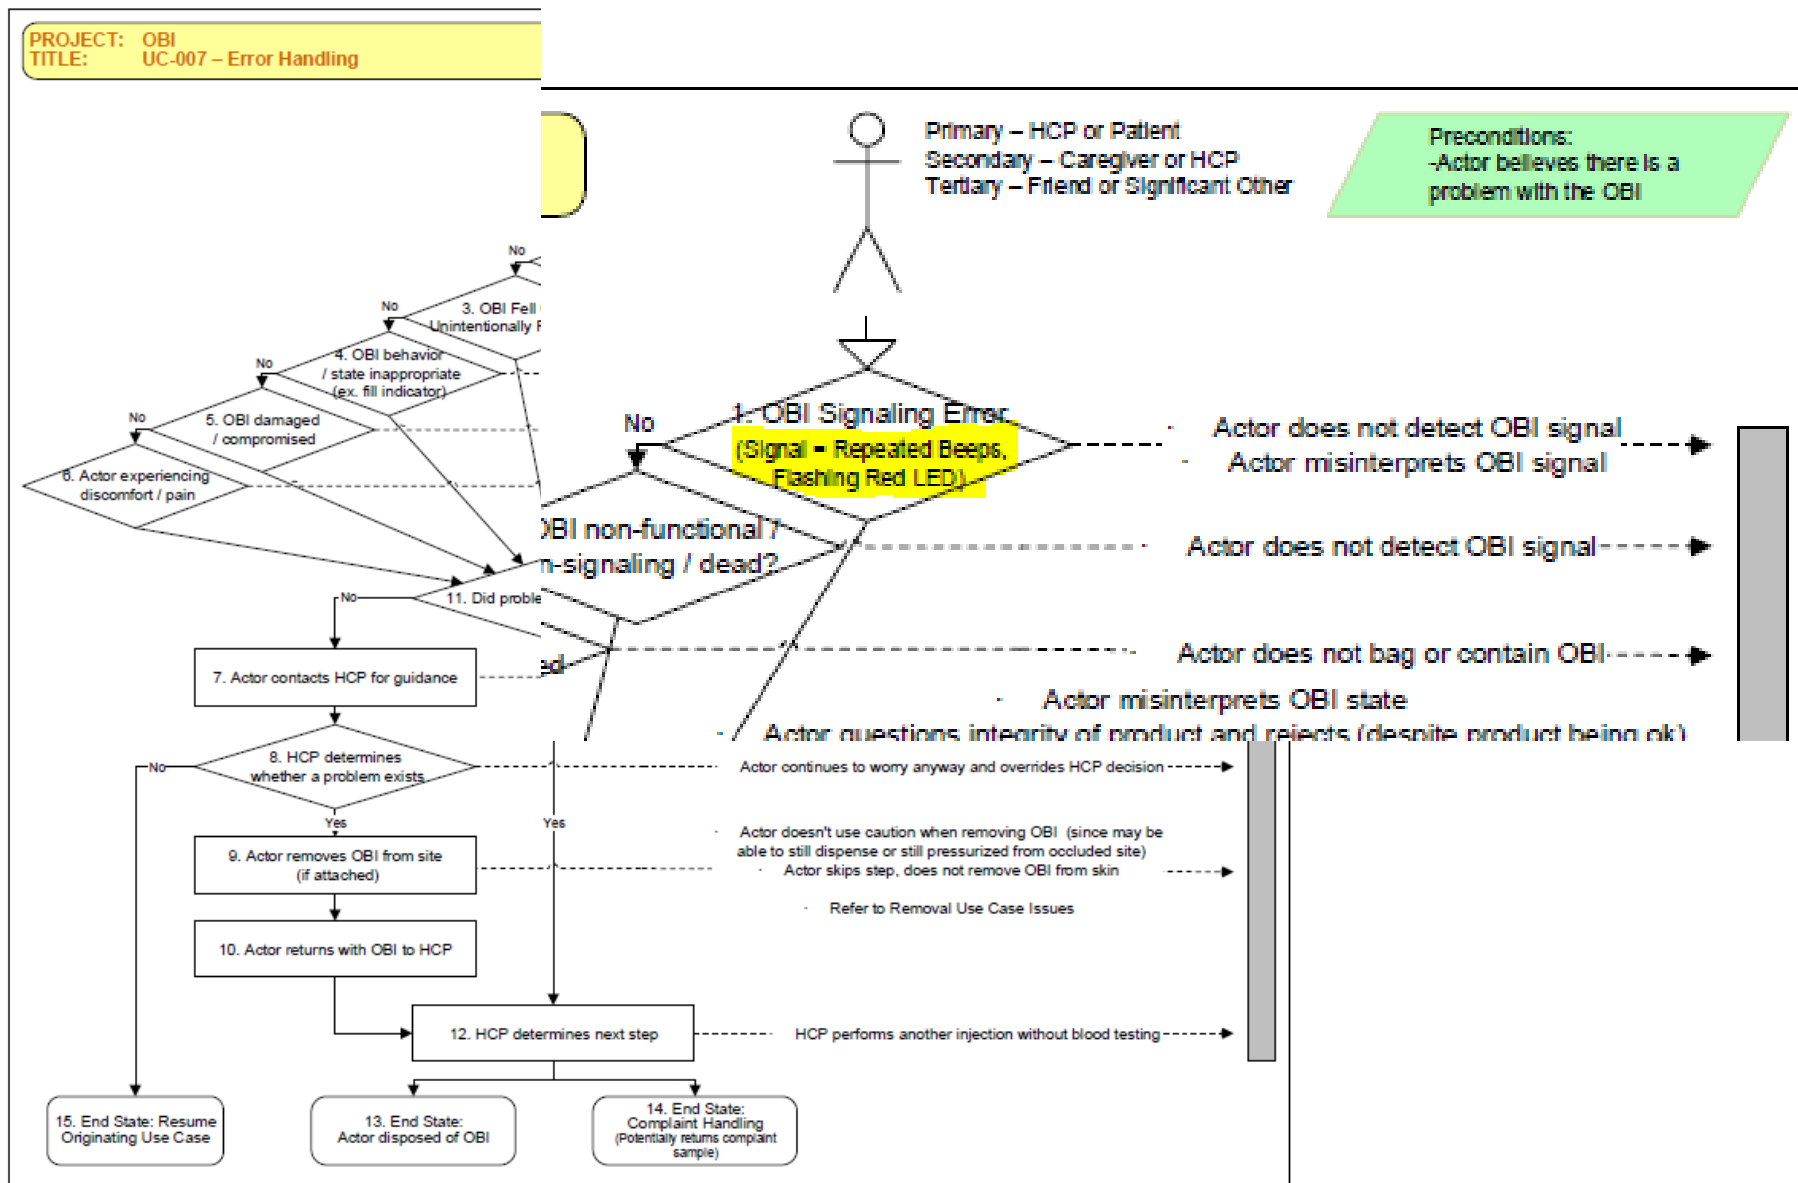 PROJECT: OBI
TITLE: UC-007 – Error Handling
Primary – HCP or Patient
Secondary – Caregiver or HCP
Tertiary – Friend or Significant Other
Preconditions:
-Actor believes there is a
problem with the OBI
No
3. OBI Fell
Unintentionally
No
4. OBI behavior
/ state inappropriate
(ex. fill indicator)
No
5. OBI damaged
/ compromised
No
6. Actor experiencing
discomfort / pain
No
1. OBI Signaling Error
(Signal = Repeated Beeps,
Flashing Red LED)
Actor does not detect OBI signal
Actor misinterprets OBI signal
OBI non-functional /
n-signaling / dead?
Actor does not detect OBI signal
11. Did proble
No
ed
Actor does not bag or contain OBI
Actor misinterprets OBI state
Actor questions integrity of product and rejects (despite product being ok)
7. Actor contacts HCP for guidance
8. HCP determines
whether a problem exists
No
Actor continues to worry anyway and overrides HCP decision
Yes
Yes
9. Actor removes OBI from site
(if attached)
Actor doesn't use caution when removing OBI (since may be
able to still dispense or still pressurized from occluded site)
Actor skips step, does not remove OBI from skin
Refer to Removal Use Case Issues
10. Actor returns with OBI to HCP
12. HCP determines next step
HCP performs another injection without blood testing
15. End State: Resume
Originating Use Case
13. End State:
Actor disposed of OBI
14. End State:
Complaint Handling
(Potentially returns complaint
sample)